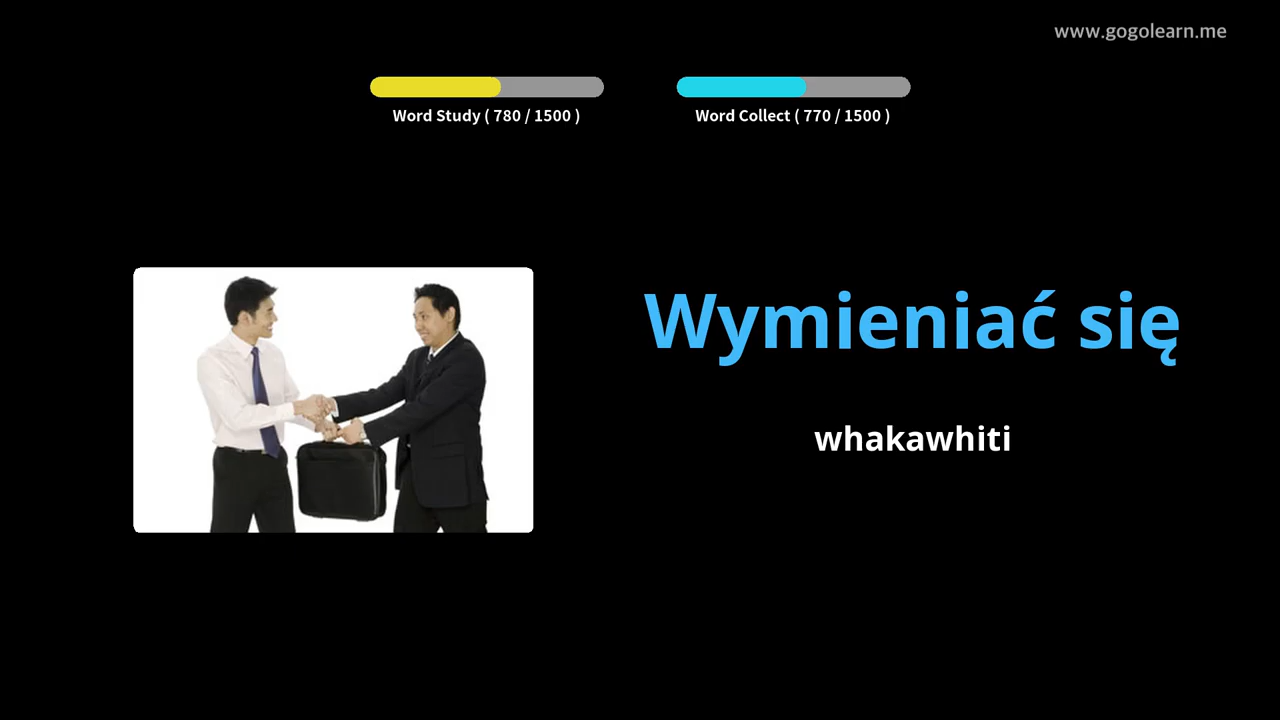 www.gogolearn.me
Word Study ( 780 / 1500 )
Word Collect ( 770 / 1500 )
Wymieniać się
whakawhiti